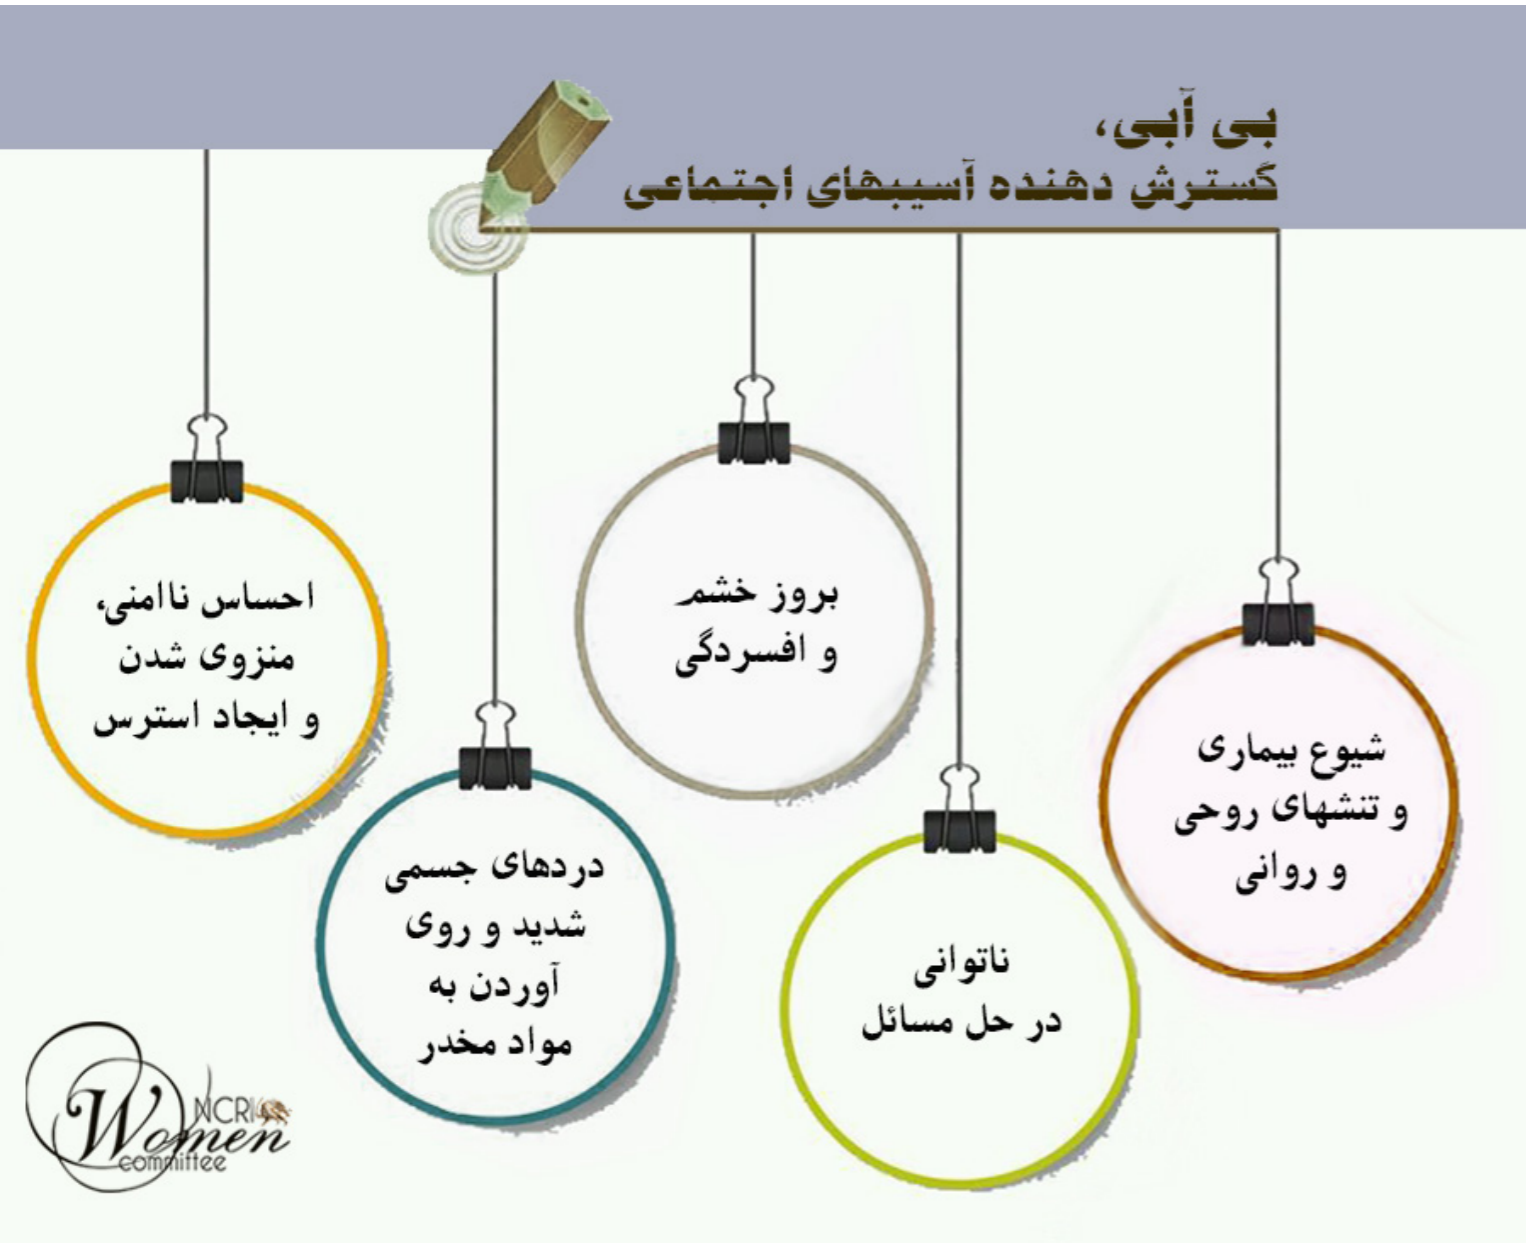 بی آبی،
گسترش دهنده آسیبهای اجتماعی
شیوع بیماری
و تنشهای روحی
و روانی
ناتوانی
در حل مسائل
بروز خشم
و افسردگی
دردهای جسمی
شدید و روی
آوردن به
مواد مخدر
احساس ناامنی،
منزوی شدن
و ایجاد استرس
NCRI
Women
committee